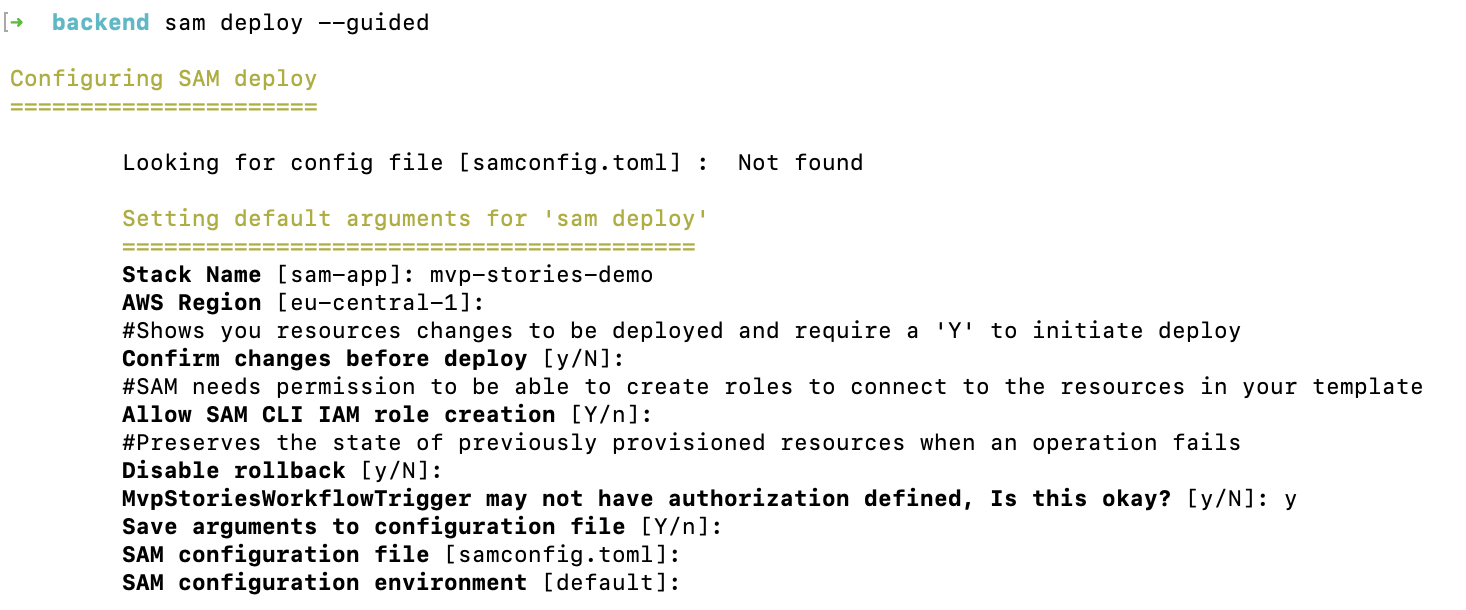 [➜  backend sam deploy --guided
Configuring SAM deploy
======================
Looking for config file [samconfig.toml] :  Not found
Setting default arguments for 'sam deploy'
=========================================
Stack Name [sam-app]: mvp-stories-demo
AWS Region [eu-central-1]:
#Shows you resources changes to be deployed and require a 'Y' to initiate deploy
Confirm changes before deploy [y/N]:
#SAM needs permission to be able to create roles to connect to the resources in your template
Allow SAM CLI IAM role creation [Y/n]:
#Preserves the state of previously provisioned resources when an operation fails
Disable rollback [y/N]:
MvpStoriesWorkflowTrigger may not have authorization defined, Is this okay? [y/N]: y
Save arguments to configuration file [Y/n]:
SAM configuration file [samconfig.toml]:
SAM configuration environment [default]: